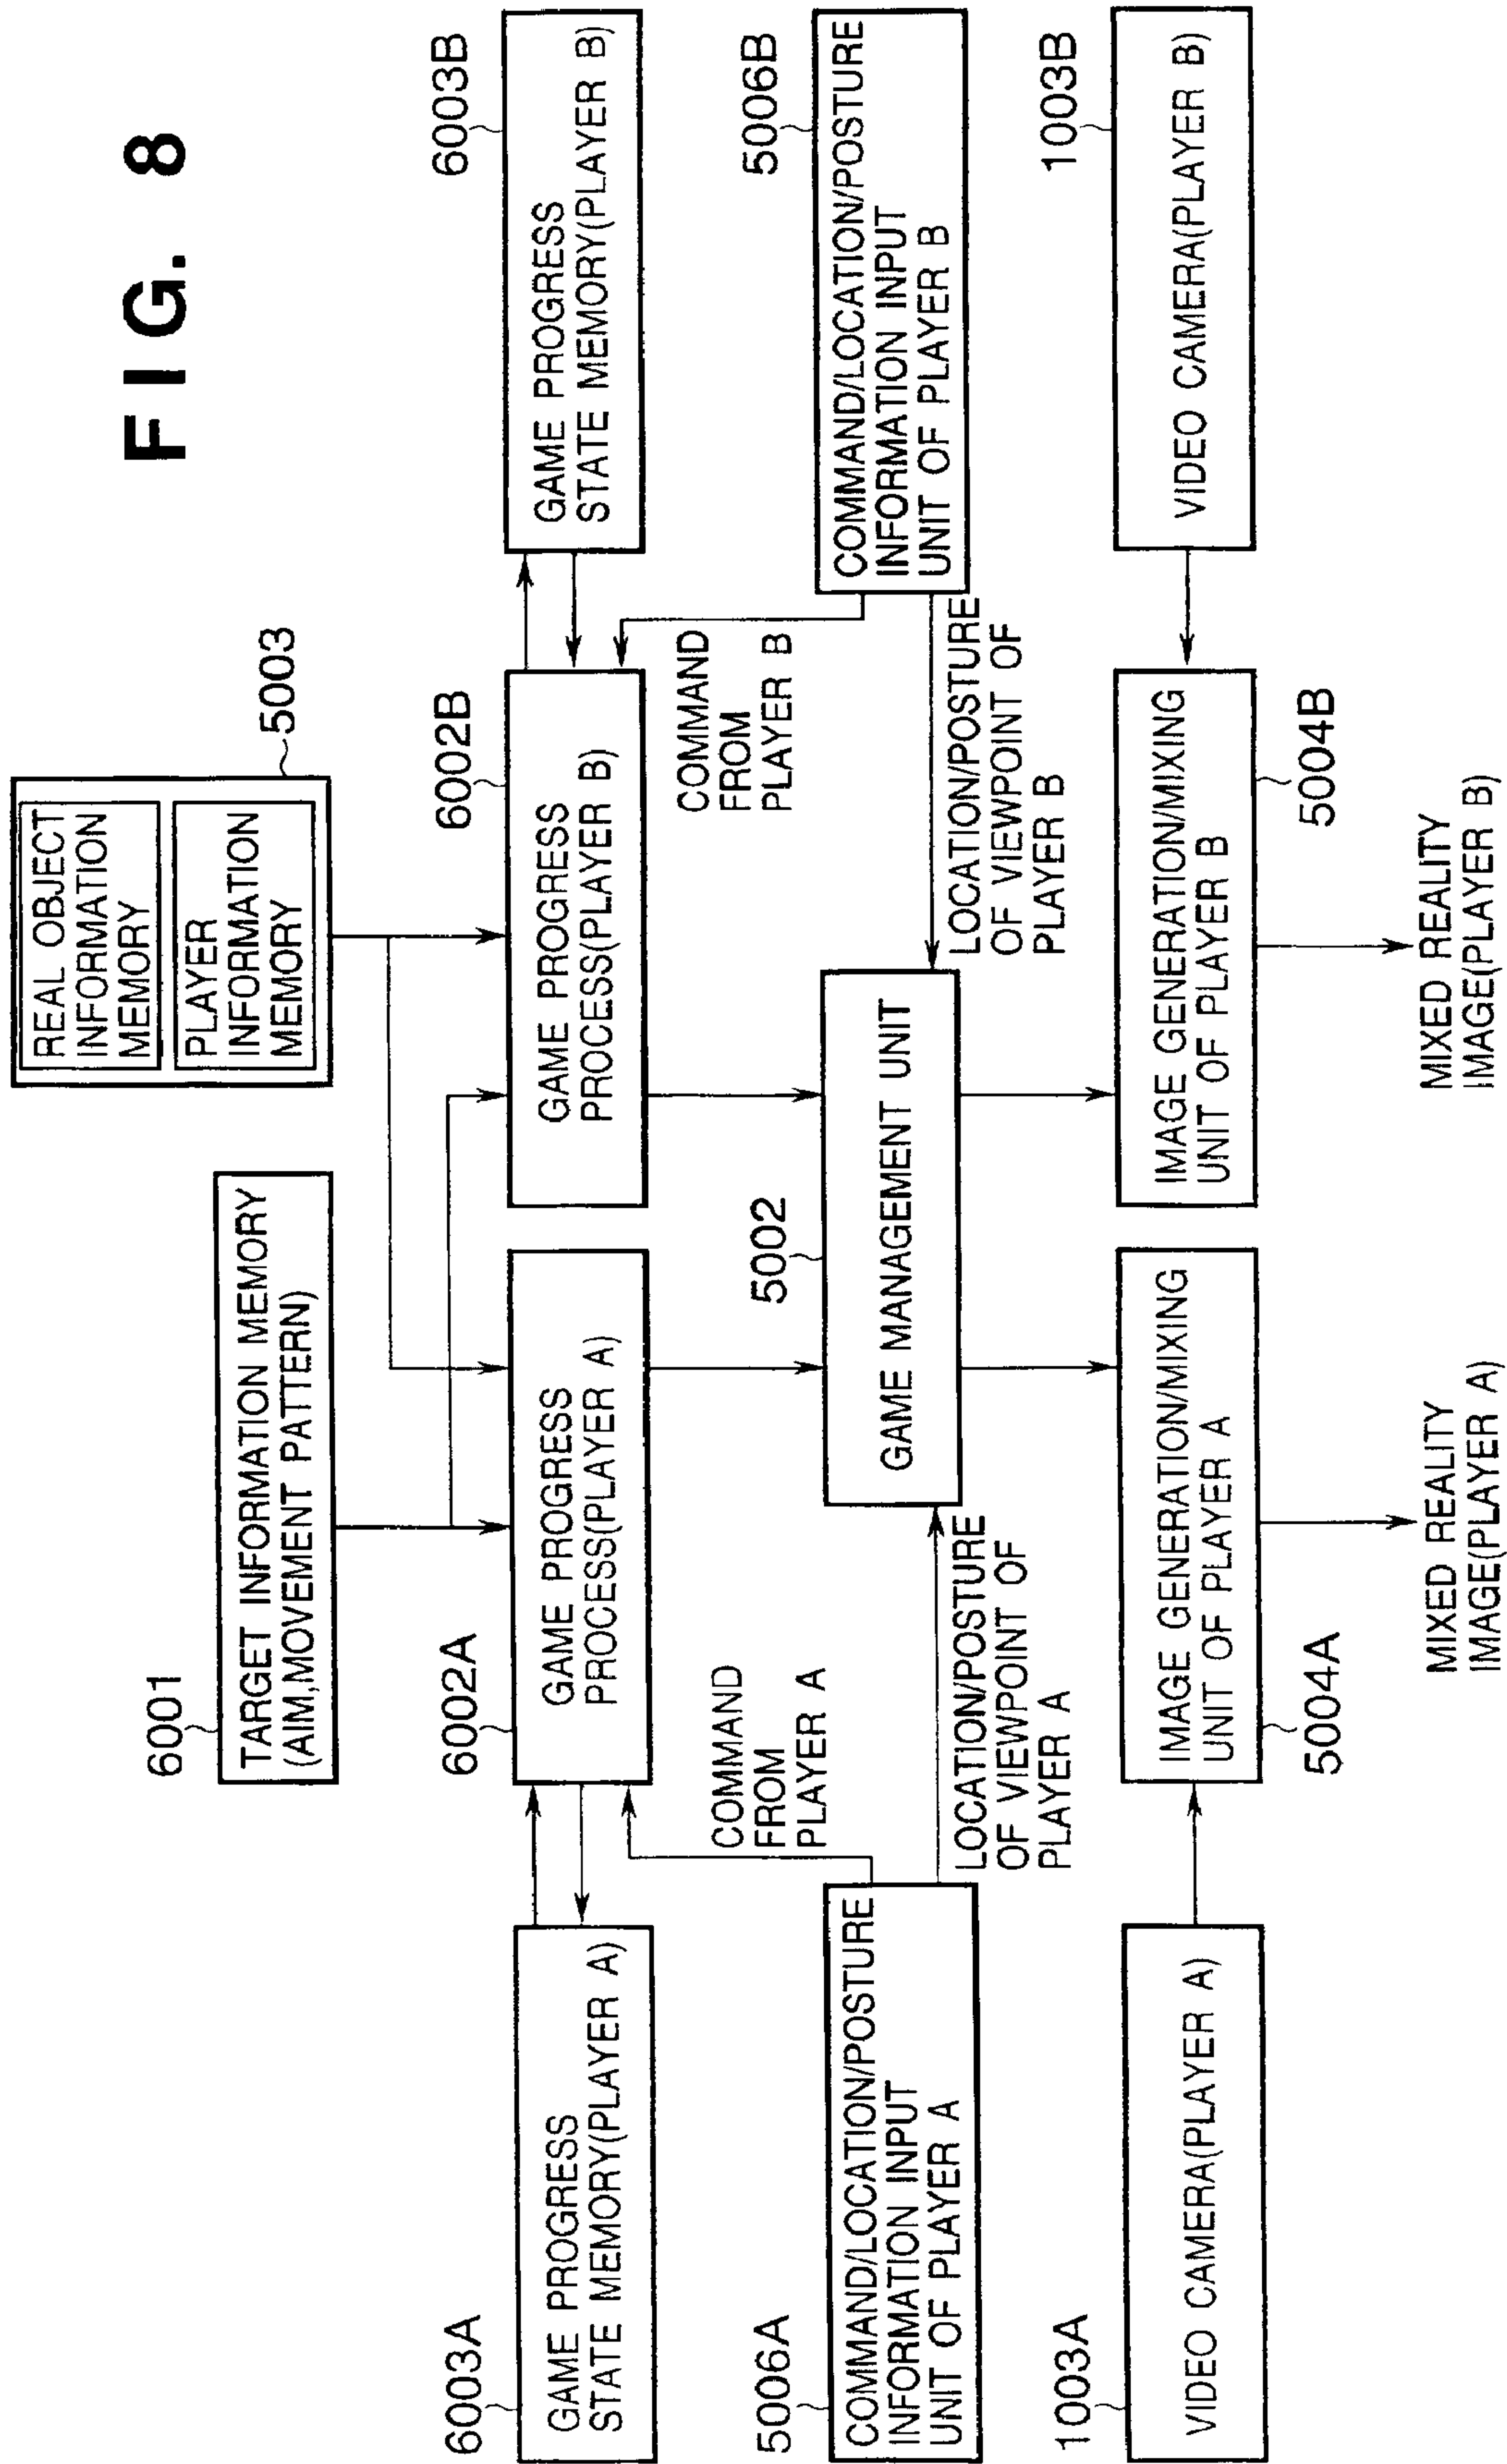 FIG. 8
REAL OBJECT
INFORMATION
MEMORY
PLAYER
INFORMATION
MEMORY
5003
6001
TARGET INFORMATION MEMORY
(AIM,MOVEMENT PATTERN)
6003A
GAME PROGRESS
STATE MEMORY(PLAYER A)
6002A
GAME PROGRESS
PROCESS(PLAYER A)
6002B
GAME PROGRESS
PROCESS(PLAYER B)
6003B
GAME PROGRESS
STATE MEMORY(PLAYER B)
COMMAND
FROM
PLAYER A
COMMAND
FROM
PLAYER B
5006A
COMMAND/LOCATION/POSTURE
INFORMATION INPUT
UNIT OF PLAYER A
LOCATION/POSTURE
OF VIEWPOINT OF
PLAYER A
5002
GAME MANAGEMENT UNIT
LOCATION/POSTURE
OF VIEWPOINT OF
PLAYER B
5006B
COMMAND/LOCATION/POSTURE
INFORMATION INPUT
UNIT OF PLAYER B
1003A
VIDEO CAMERA(PLAYER A)
IMAGE GENERATION/MIXING
UNIT OF PLAYER A
5004A
IMAGE GENERATION/MIXING
UNIT OF PLAYER B
5004B
1003B
VIDEO CAMERA(PLAYER B)
MIXED REALITY
IMAGE(PLAYER A)
MIXED REALITY
IMAGE(PLAYER B)